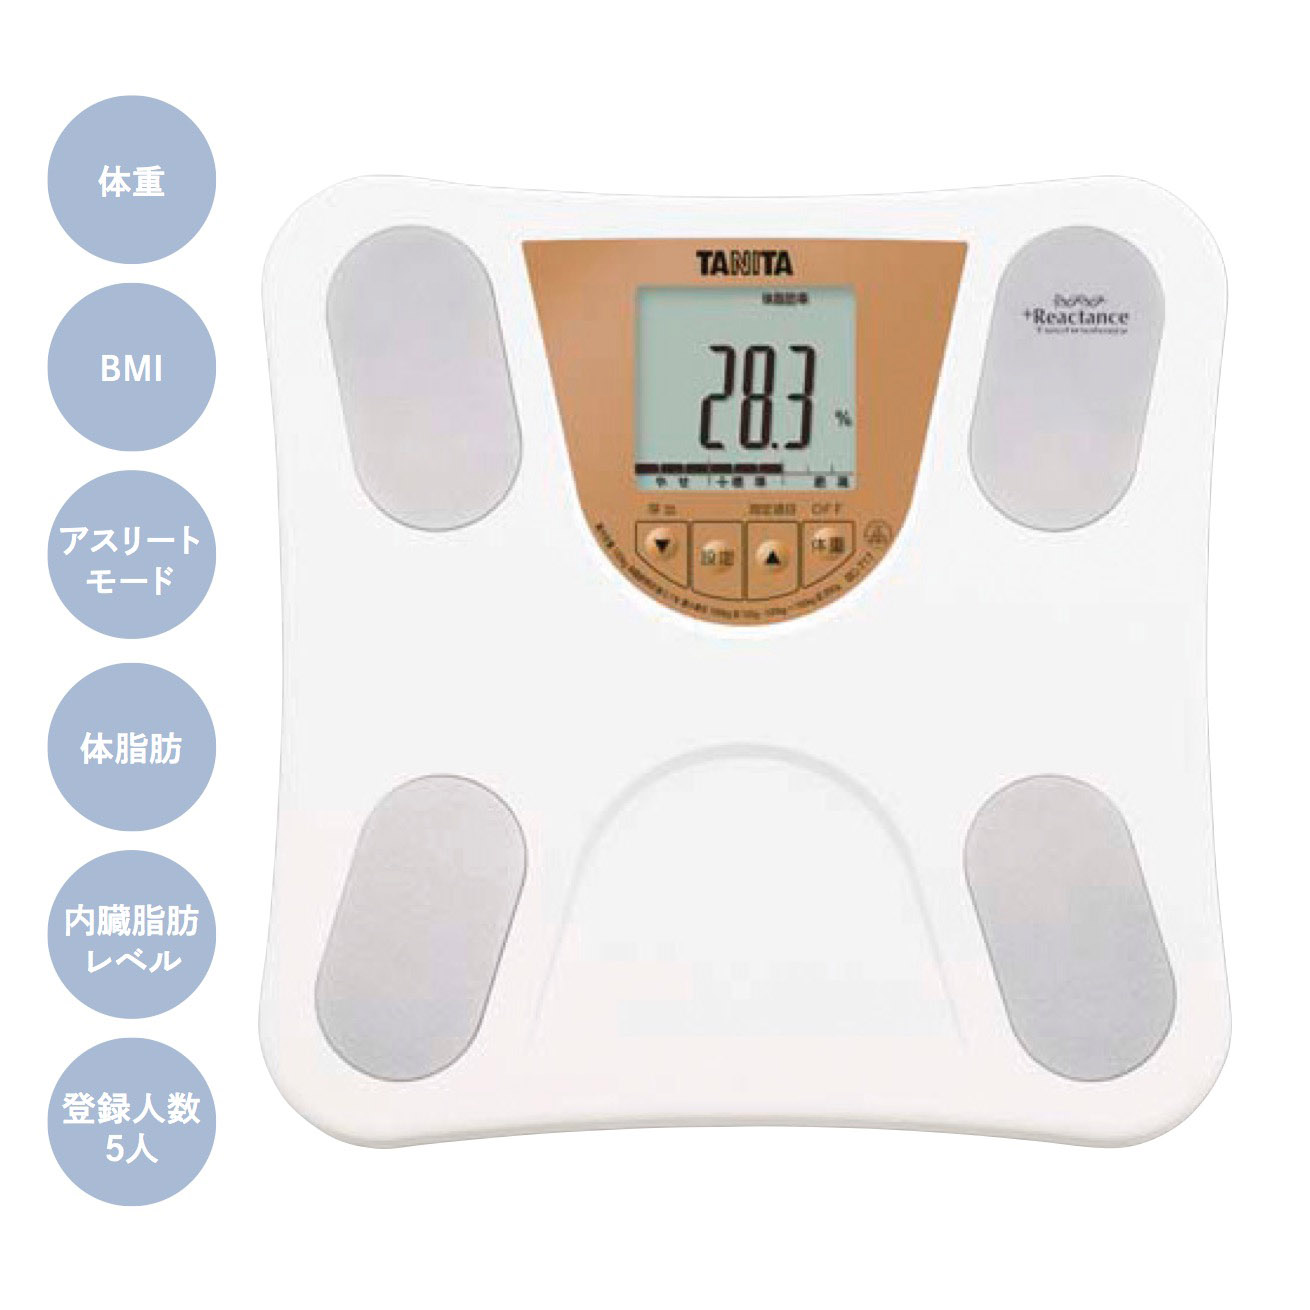 体重
BMI
アスリート
モード
体脂肪
内臓脂肪
レベル
登録人数
5人
TANITA
体脂肪率
28.3
%
やせ
+標準
OFF
設定
体重
+Reactance
Technology